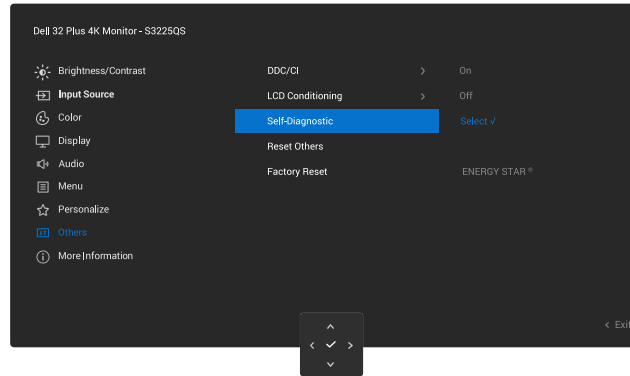 Dell 32 Plus 4K Monitor - S3225QS
Brightness/Contrast
Input Source
Color
Display
Audio
Menu
Personalize
Others
More Information
DDC/CI
On
LCD Conditioning
Off
Self-Diagnostic
Select √
Reset Others
Factory Reset
ENERGY STAR ®
Exit